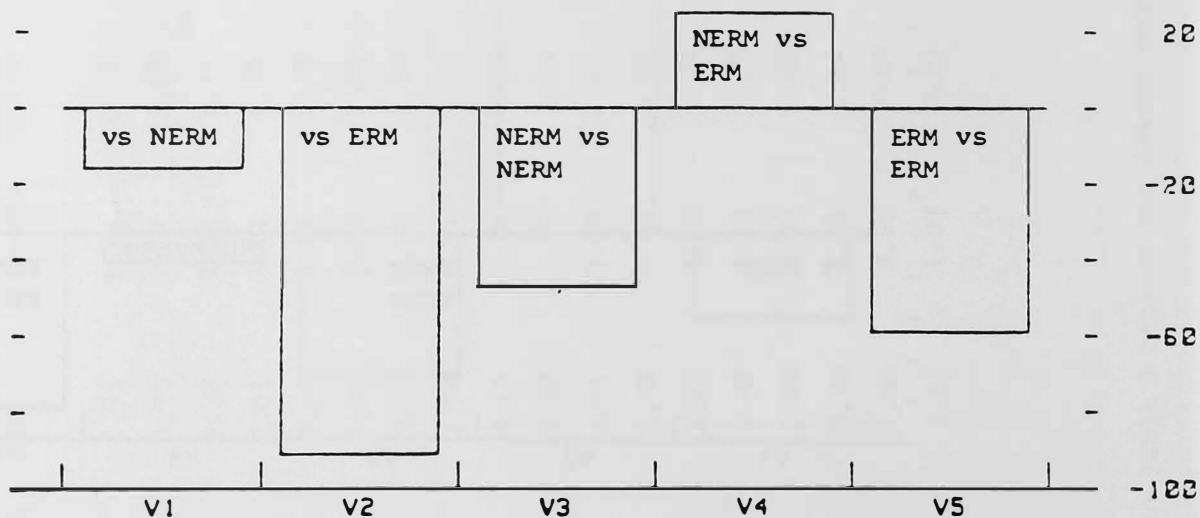 20
NERM vs
ERM
vs NERM
vs ERM
NERM vs
NERM
ERM vs
ERM
-20
-60
-100
V1
V2
V3
V4
V5